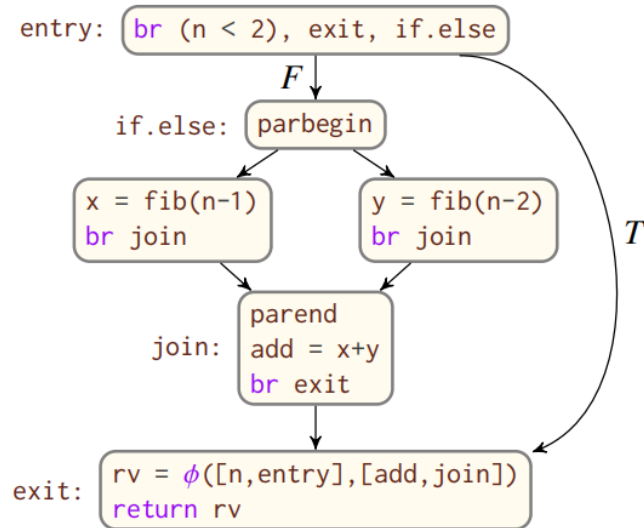 entry: br (n < 2), exit, if.else
F
if.else: parbegin
x = fib(n-1)
br join
y = fib(n-2)
br join
T
parend
join: add = x+y
br exit
rv = ϕ([n,entry],[add,join])
exit: return rv